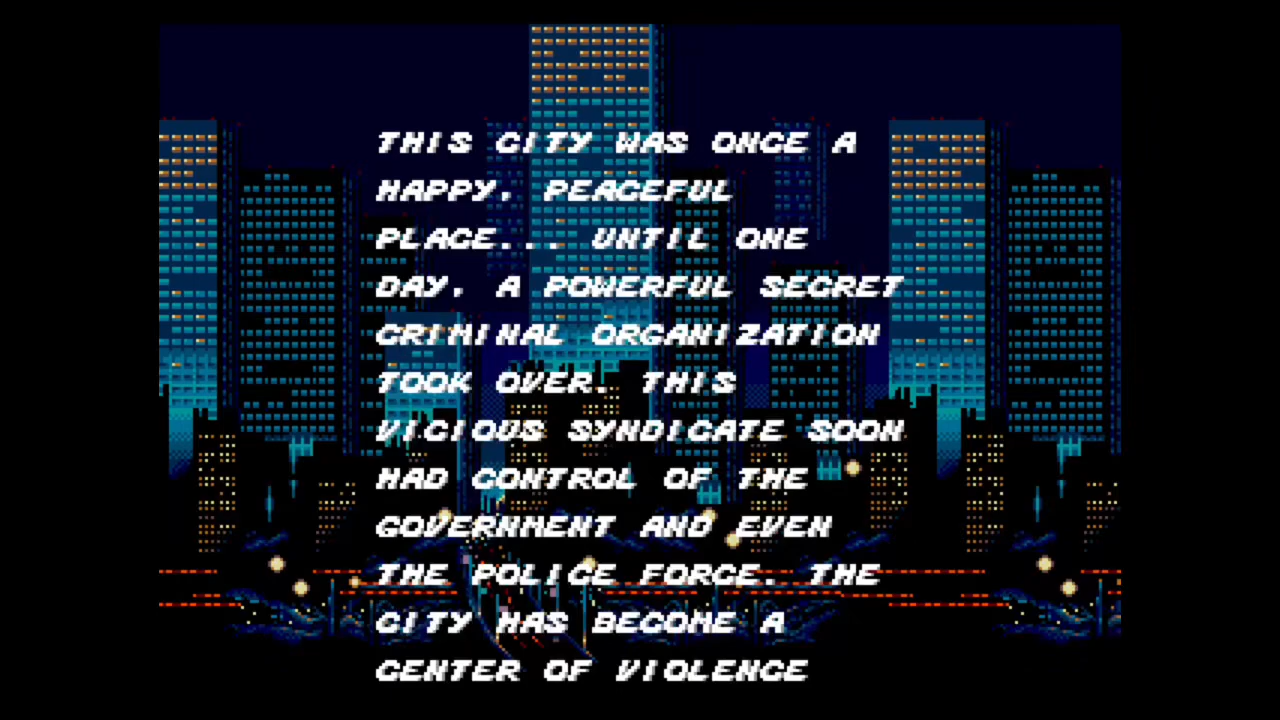 THIS CITY WAS ONCE A
HAPPY, PEACEFUL
PLACE... UNTIL ONE
DAY, A POWERFUL SECRET
CRIMINAL ORGANIZATION
TOOK OVER. THIS
VICIOUS SYNDICATE SOON
HAD CONTROL OF THE
GOVERNMENT AND EVEN
THE POLICE FORCE. THE
CITY HAS BECOME A
CENTER OF VIOLENCE